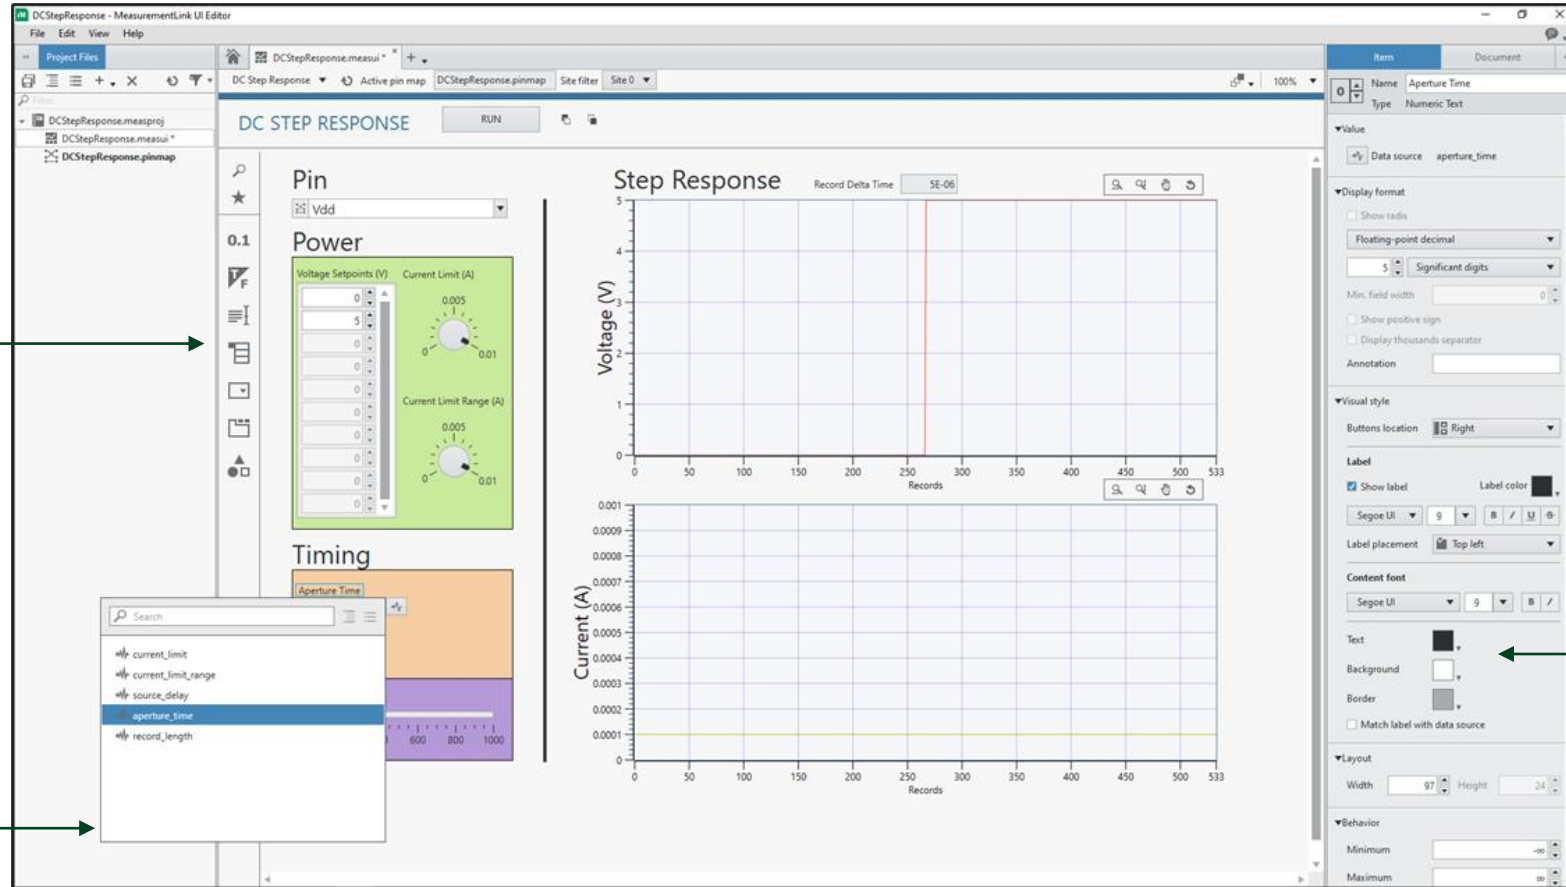 DCStepResponse - MeasurementLink UI Editor
File Edit View Help
Project Files
DCStepResponse.measui *
DC Step Response
Active pin map
DCStepResponse.pinmap
Site filter
Site 0
100%
Filter
DCStepResponse.measproj
DCStepResponse.measui *
DCStepResponse.pinmap
DC STEP RESPONSE
RUN
0.1
Pin
Vdd
Power
Voltage Setpoints (V)
Current Limit (A)
0
5
0
0
0
0
0
0
0
0
0.005
0
0.01
Current Limit Range (A)
0.005
0
0.01
Timing
Aperture Time
600 800 1000
Search
current_limit
current_limit_range
source_delay
aperture_time
record_length
Step Response
Record Delta Time
5E-06
Voltage (V)
5
4
3
2
1
0
0 50 100 150 200 250 300 350 400 450 500 533
Records
Current (A)
0.001
0.0009
0.0008
0.0007
0.0006
0.0005
0.0004
0.0003
0.0002
0.0001
0
0 50 100 150 200 250 300 350 400 450 500 533
Records
Item
Document
0
Name Aperture Time
Type Numeric Text
Value
Data source aperture_time
Display format
Show radix
Floating-point decimal
5 Significant digits
Min. field width 0
Show positive sign
Display thousands separator
Annotation
Visual style
Buttons location Right
Label
Show label Label color
Segoe UI 9 B I U S
Label placement Top left
Content font
Segoe UI 9 B I
Text
Background
Border
Match label with data source
Layout
Width 97 Height 24
Behavior
Minimum -∞
Maximum ∞